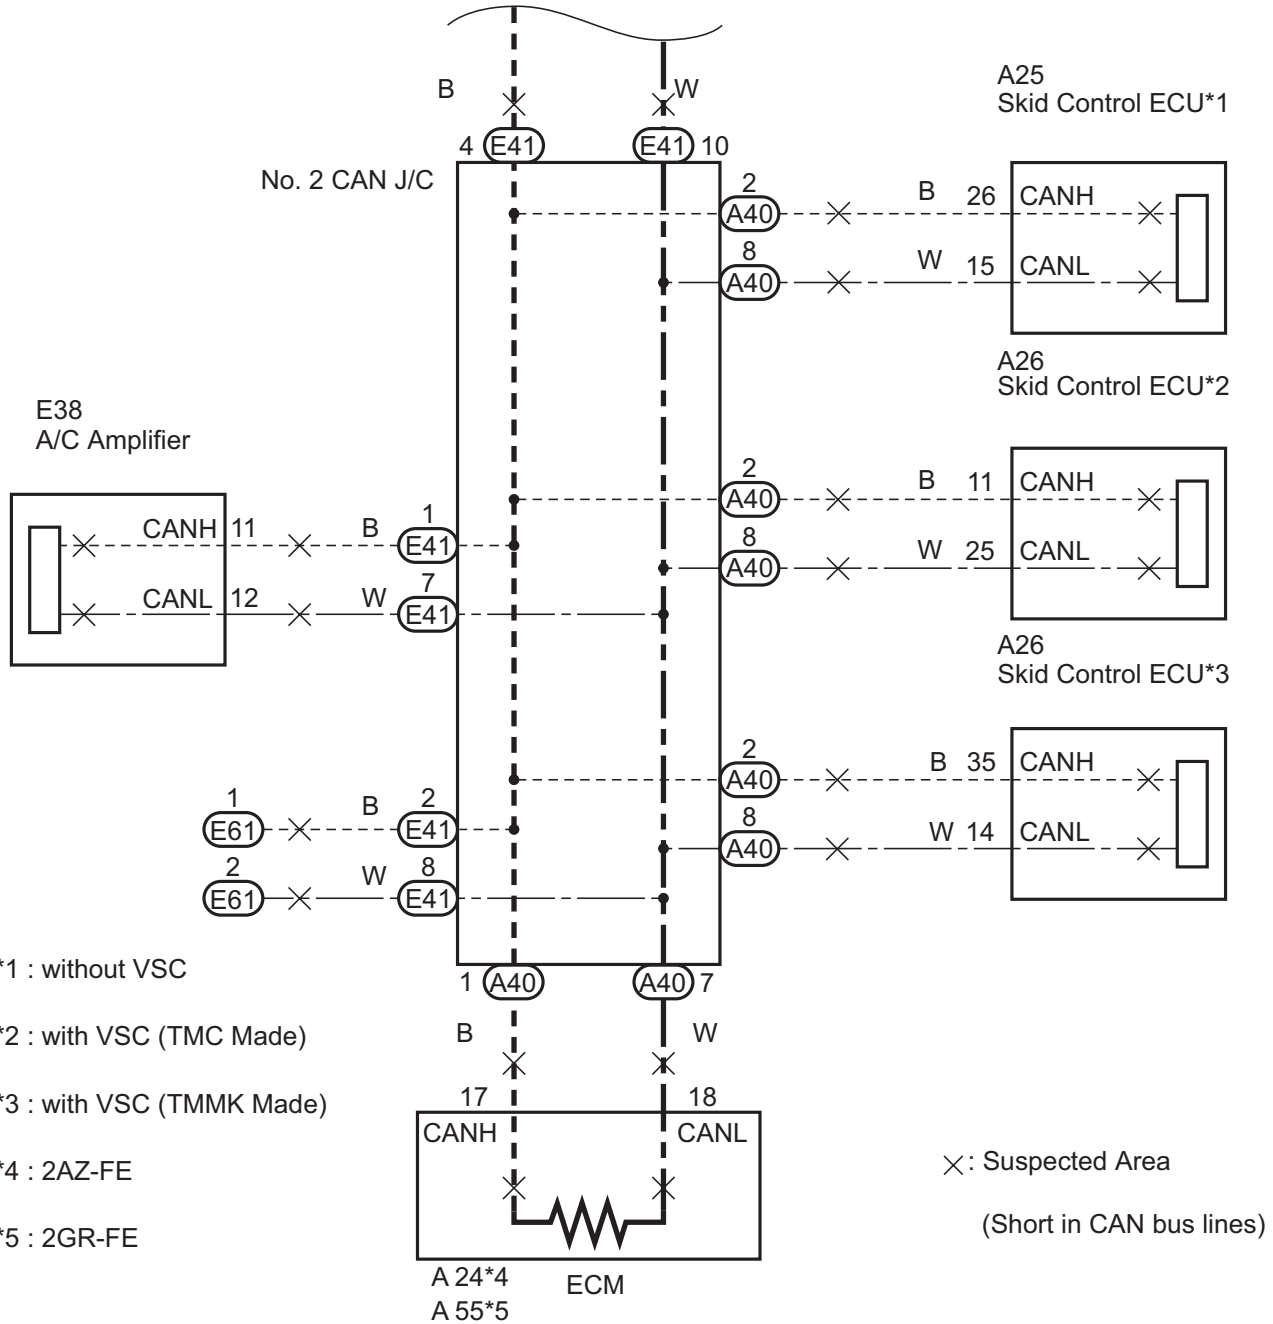 B
W
4 E41
E41 10
No. 2 CAN J/C
A25
Skid Control ECU*1
2
A40
B 26 CANH
8
A40
W 15 CANL
A26
Skid Control ECU*2
2
A40
B 11 CANH
8
A40
W 25 CANL
E38
A/C Amplifier
CANH 11 B
1
E41
CANL 12 W
7
E41
A26
Skid Control ECU*3
2
A40
B 35 CANH
8
A40
W 14 CANL
1
E61
B
2
E41
2
E61
W
8
E41
1 A40
A40 7
B
W
17
18
CANH
CANL
A 24*4
A 55*5
ECM
*1 : without VSC
*2 : with VSC (TMC Made)
*3 : with VSC (TMMK Made)
*4 : 2AZ-FE
*5 : 2GR-FE
: Suspected Area
(Short in CAN bus lines)